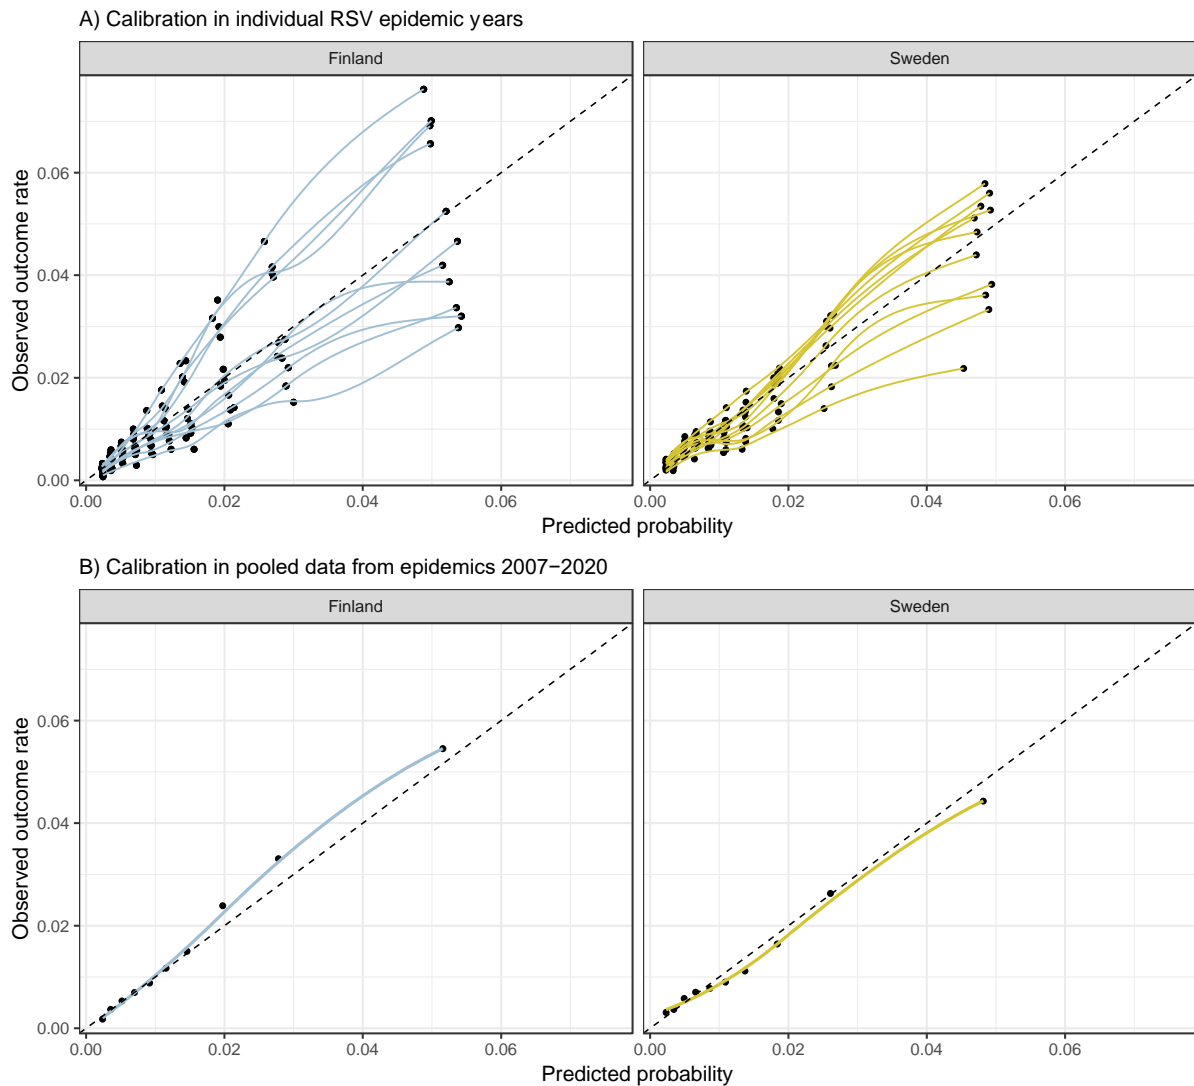 A) Calibration in individual RSV epidemic years
Finland
Sweden
Observed outcome rate
0.06
0.04
0.02
0.00
0.00 0.02 0.04 0.06
0.00 0.02 0.04 0.06
Predicted probability
B) Calibration in pooled data from epidemics 2007−2020
Finland
Sweden
Observed outcome rate
0.06
0.04
0.02
0.00
0.00 0.02 0.04 0.06
0.00 0.02 0.04 0.06
Predicted probability